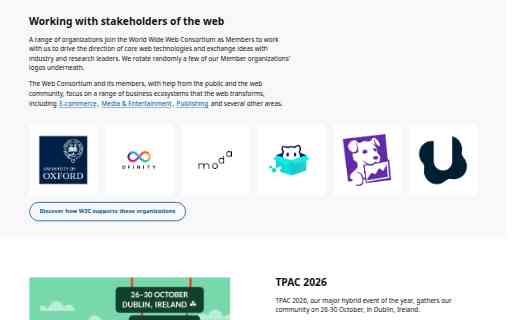 Working with stakeholders of the web
A range of organizations join the World Wide Web Consortium as Members to work
with us to drive the direction of core web technologies and exchange ideas with
industry and research leaders. We rotate randomly a few of our Member organizations'
logos underneath.
The Web Consortium and its members, with help from the public and the web
community, focus on a range of business ecosystems that the web transforms,
including E-commerce, Media & Entertainment, Publishing and several other areas.
UNIVERSITY OF
OXFORD
DFINITY
moda
Discover how W3C supports these organizations
26-30 OCTOBER
DUBLIN, IRELAND
TPAC 2026
TPAC 2026, our major hybrid event of the year, gathers our
community on 26-30 October, in Dublin, Ireland.